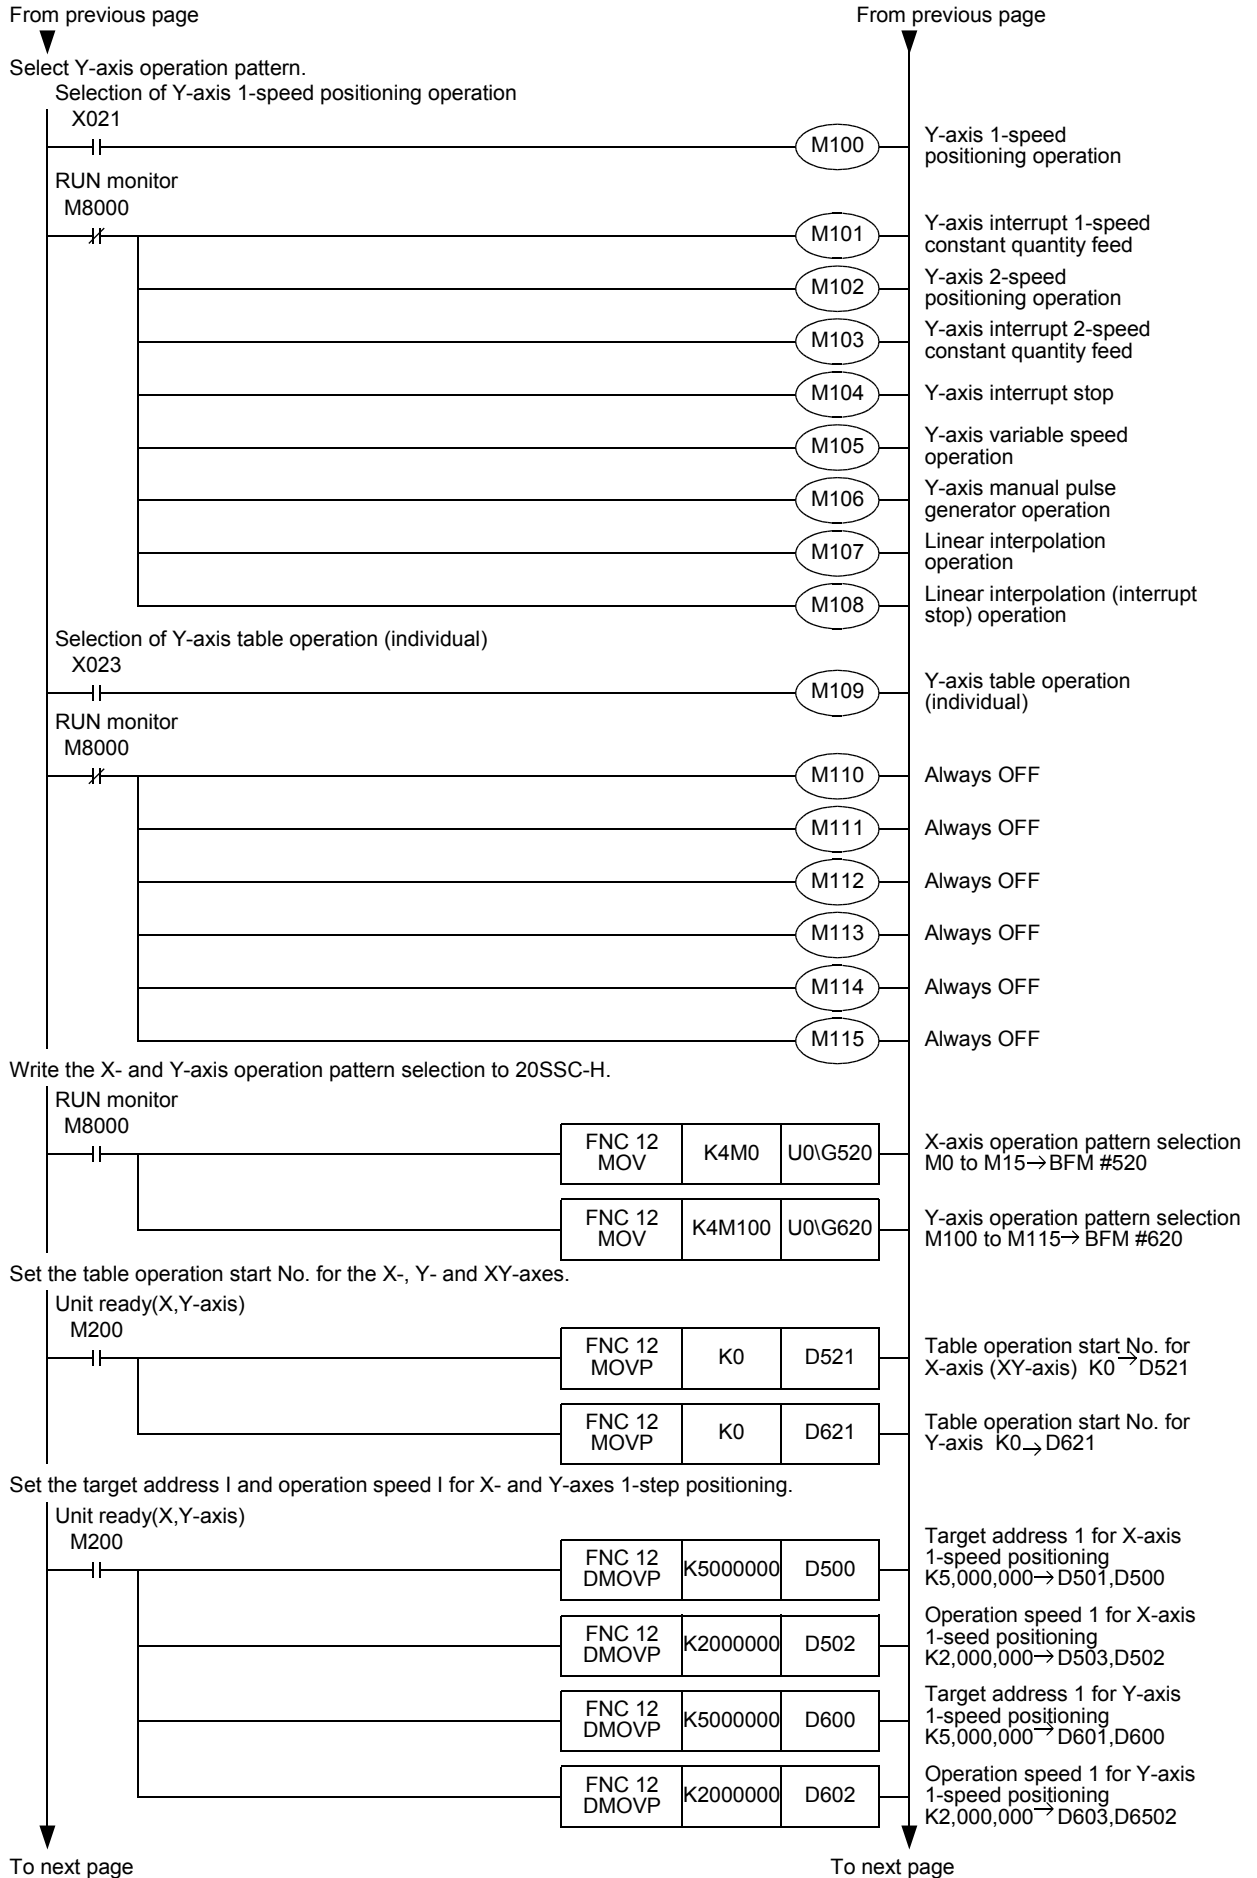 From previous page
From previous page
Select Y-axis operation pattern.
Selection of Y-axis 1-speed positioning operation
X021
M100
Y-axis 1-speed
positioning operation
RUN monitor
M8000
M101
Y-axis interrupt 1-speed
constant quantity feed
M102
Y-axis 2-speed
positioning operation
M103
Y-axis interrupt 2-speed
constant quantity feed
M104
Y-axis interrupt stop
M105
Y-axis variable speed
operation
M106
Y-axis manual pulse
generator operation
M107
Linear interpolation
operation
M108
Linear interpolation (interrupt
stop) operation
Selection of Y-axis table operation (individual)
X023
M109
Y-axis table operation
(individual)
RUN monitor
M8000
M110
Always OFF
M111
Always OFF
M112
Always OFF
M113
Always OFF
M114
Always OFF
M115
Always OFF
Write the X- and Y-axis operation pattern selection to 20SSC-H.
RUN monitor
M8000
FNC 12
MOV
K4M0
U0\G520
X-axis operation pattern selection
M0 to M15→BFM #520
FNC 12
MOV
K4M100
U0\G620
Y-axis operation pattern selection
M100 to M115→ BFM #620
Set the table operation start No. for the X-, Y- and XY-axes.
Unit ready(X,Y-axis)
M200
FNC 12
MOVP
K0
D521
Table operation start No. for
X-axis (XY-axis) K0→D521
FNC 12
MOVP
K0
D621
Table operation start No. for
Y-axis K0→D621
Set the target address I and operation speed I for X- and Y-axes 1-step positioning.
Unit ready(X,Y-axis)
M200
FNC 12
DMOVP
K5000000
D500
Target address 1 for X-axis
1-speed positioning
K5,000,000→D501,D500
FNC 12
DMOVP
K2000000
D502
Operation speed 1 for X-axis
1-seed positioning
K2,000,000→D503,D502
FNC 12
DMOVP
K5000000
D600
Target address 1 for Y-axis
1-speed positioning
K5,000,000→D601,D600
FNC 12
DMOVP
K2000000
D602
Operation speed 1 for Y-axis
1-speed positioning
K2,000,000→D603,D6502
To next page
To next page